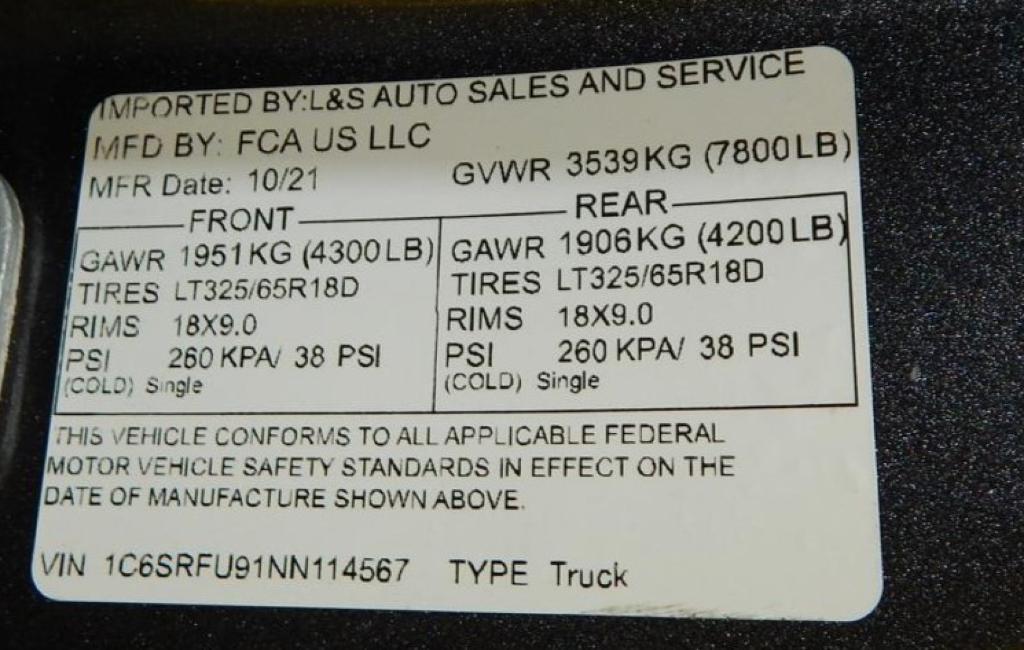 IMPORTED BY:L&S AUTO SALES AND SERVICE
MFD BY: FCA US LLC
MFR Date: 10/21 GVWR 3539KG (7800LB)
FRONT
GAWR 1951KG (4300LB)
TIRES LT325/65R18D
RIMS 18X9.0
PSI 260 KPA/ 38 PSI
(COLD) Single
REAR
GAWR 1906KG (4200LB)
TIRES LT325/65R18D
RIMS 18X9.0
PSI 260 KPA/ 38 PSI
(COLD) Single
THIS VEHICLE CONFORMS TO ALL APPLICABLE FEDERAL
MOTOR VEHICLE SAFETY STANDARDS IN EFFECT ON THE
DATE OF MANUFACTURE SHOWN ABOVE.
VIN 1C6SRFU91NN114567 TYPE Truck